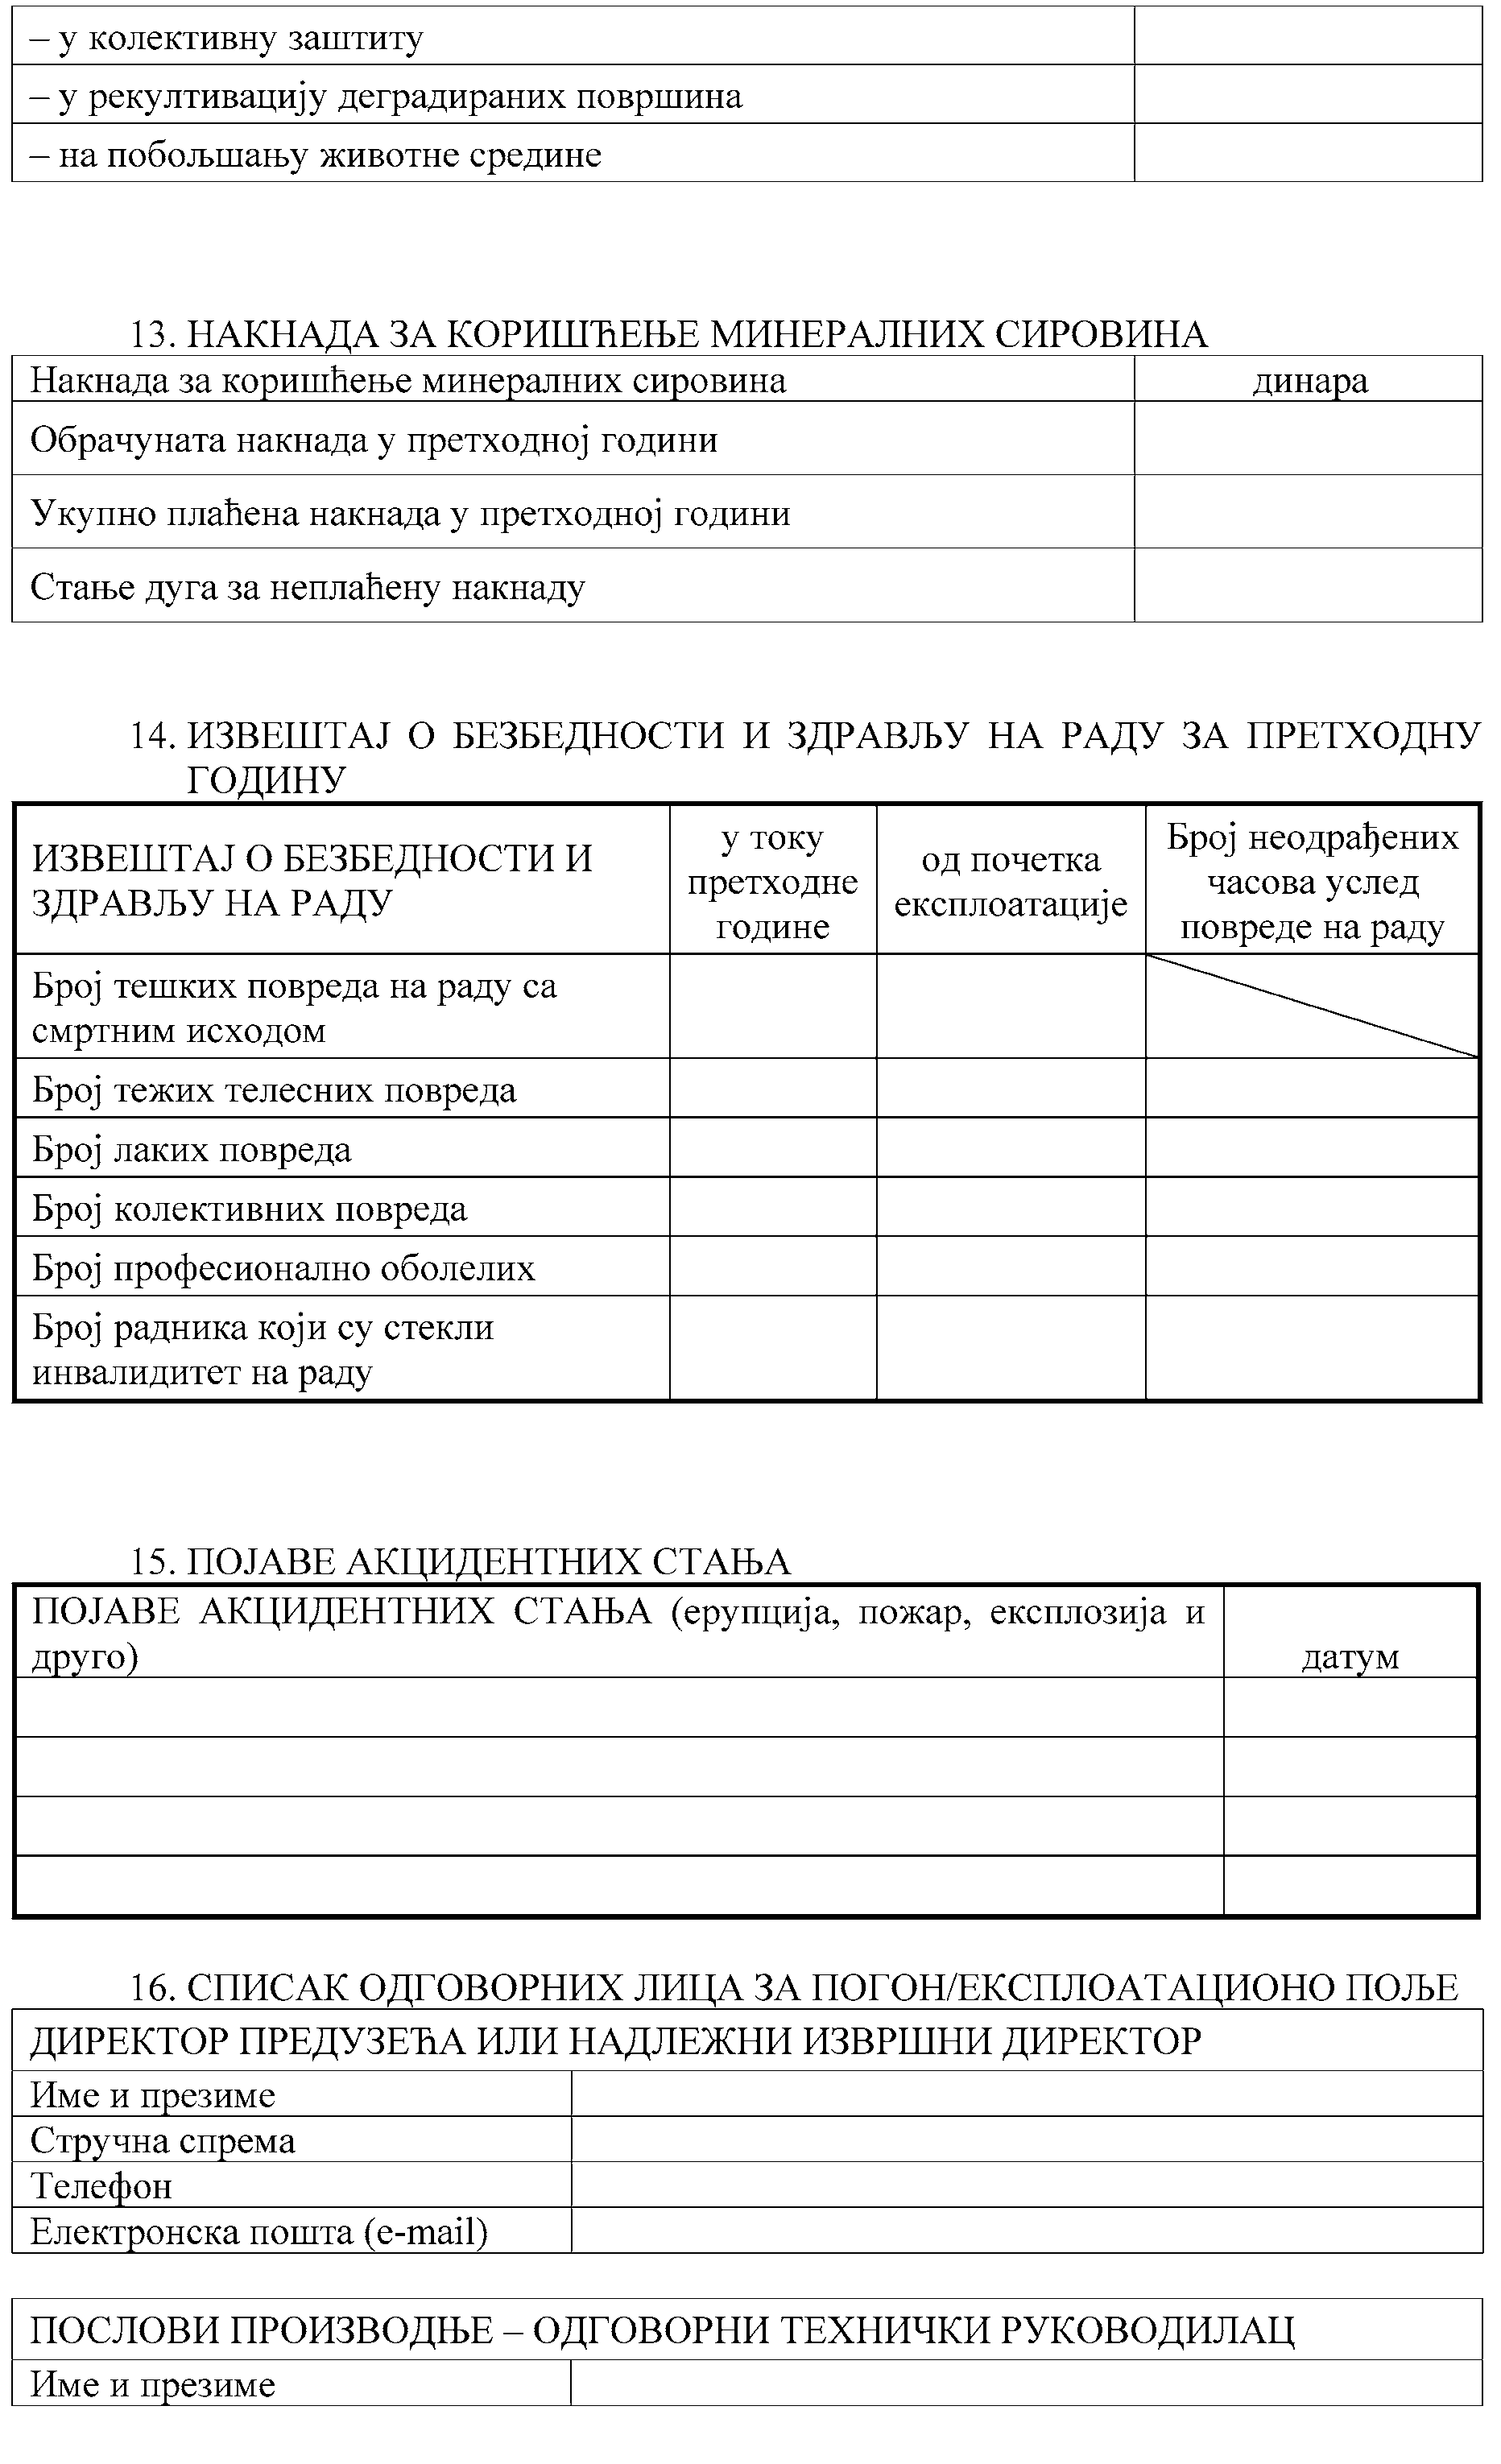 – у колективну заштиту
– у рекултивацију деградираних површина
– на побољшању животне средине
13. НАКНАДА ЗА КОРИШЋЕЊЕ МИНЕРАЛНИХ СИРОВИНА
Накнада за коришћење минералних сировина динара
Обрачуната накнада у претходној години
Укупно плаћена накнада у претходној години
Стање дуга за неплаћену накнаду
14. ИЗВЕШТАЈ О БЕЗБЕДНОСТИ И ЗДРАВЉУ НА РАДУ ЗА ПРЕТХОДНУ
ГОДИНУ
ИЗВЕШТАЈ О БЕЗБЕДНОСТИ И
ЗДРАВЉУ НА РАДУ
у току
претходне
године
од почетка
експлоатације
Број неодрађених
часова услед
повреде на раду
Број тешких повреда на раду са
смртним исходом
Број тежих телесних повреда
Број лаких повреда
Број колективних повреда
Број професионално оболелих
Број радника који су стекли
инвалидитет на раду
15. ПОЈАВЕ АКЦИДЕНТНИХ СТАЊА
ПОЈАВЕ АКЦИДЕНТНИХ СТАЊА (ерупција, пожар, експлозија и
друго)
датум
16. СПИСАК ОДГОВОРНИХ ЛИЦА ЗА ПОГОН/ЕКСПЛОАТАЦИОНО ПОЉЕ
ДИРЕКТОР ПРЕДУЗЕЋА ИЛИ НАДЛЕЖНИ ИЗВРШНИ ДИРЕКТОР
Име и презиме
Стручна спрема
Телефон
Електронска пошта (e-mail)
ПОСЛОВИ ПРОИЗВОДЊЕ – ОДГОВОРНИ ТЕХНИЧКИ РУКОВОДИЛАЦ
Име и презиме